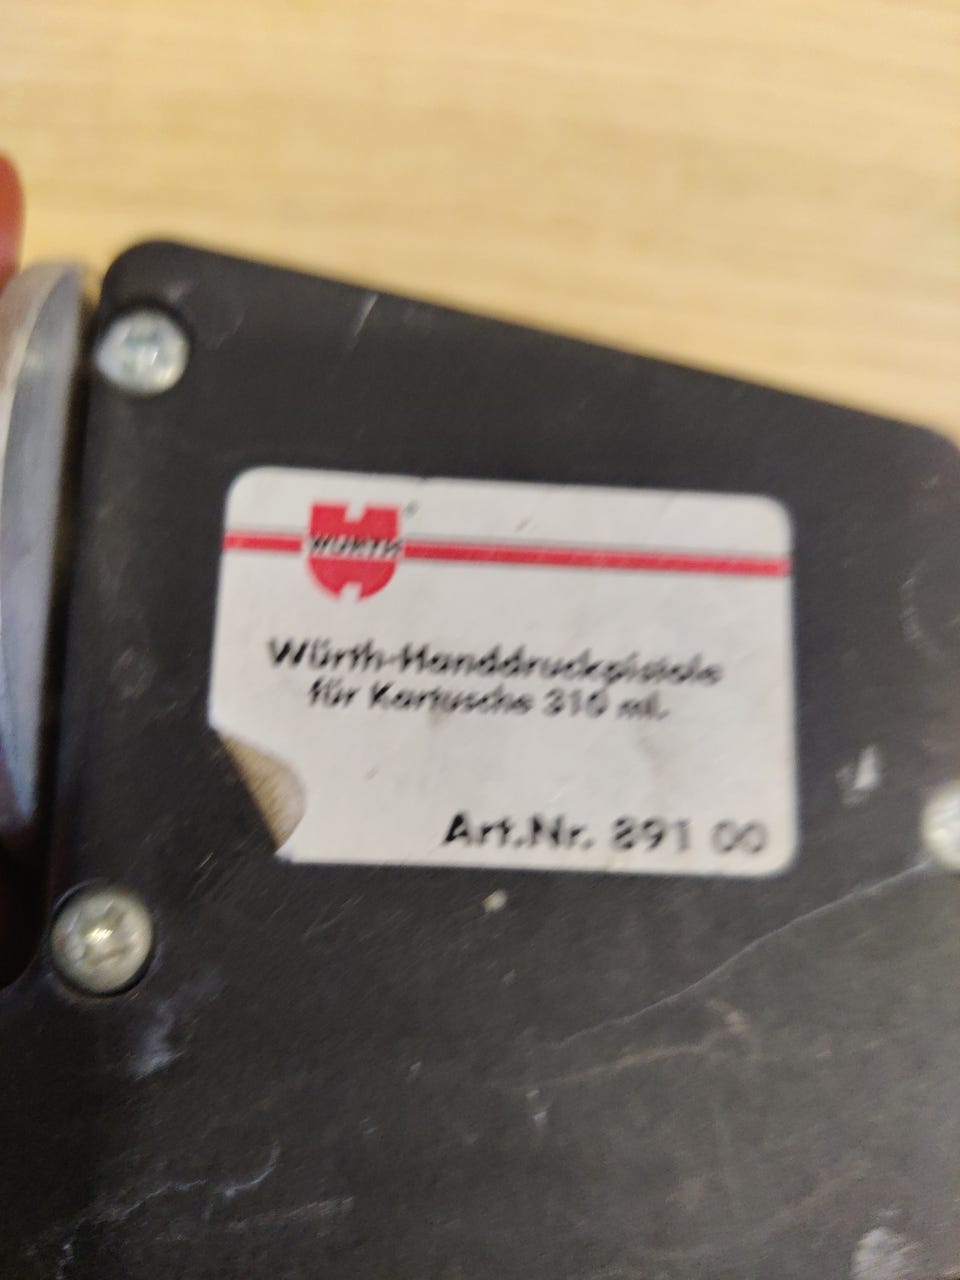 WÜRTH
Würth-Handdruckpistole
für Kartusche 310 ml.
Art.Nr. 891 00